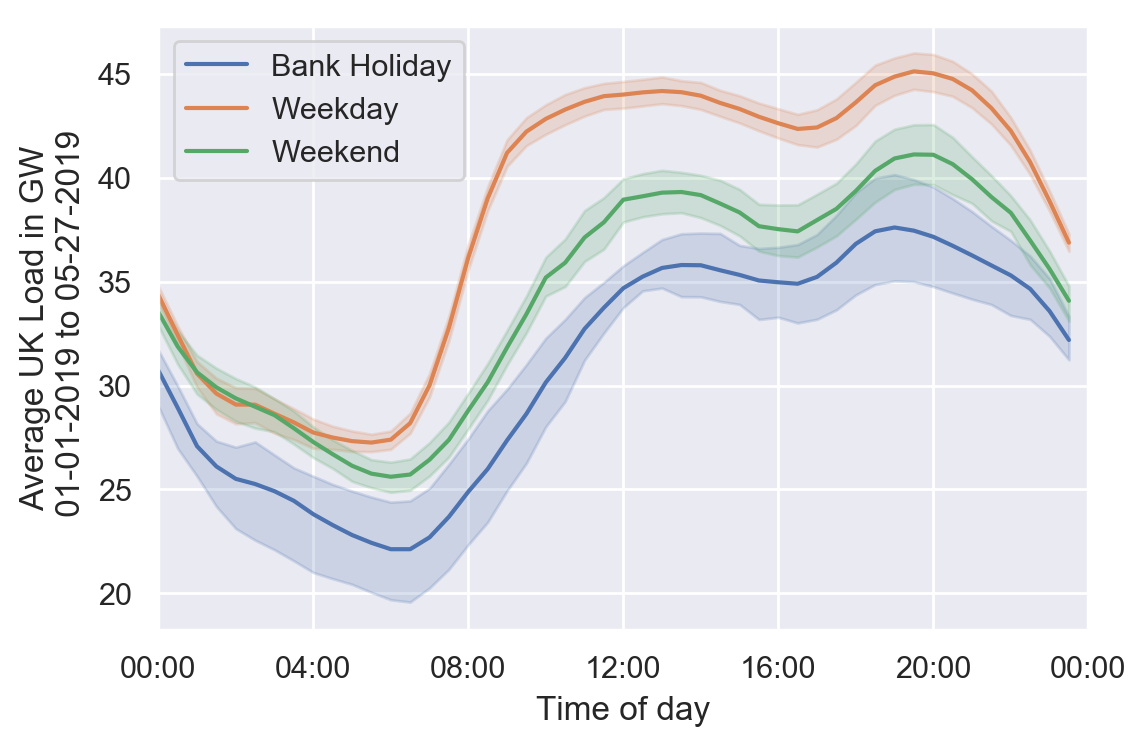 Bank Holiday
Weekday
Weekend
45
40
35
30
25
20
Average UK Load in GW
01-01-2019 to 05-27-2019
00:00
04:00
08:00
12:00
16:00
20:00
00:00
Time of day